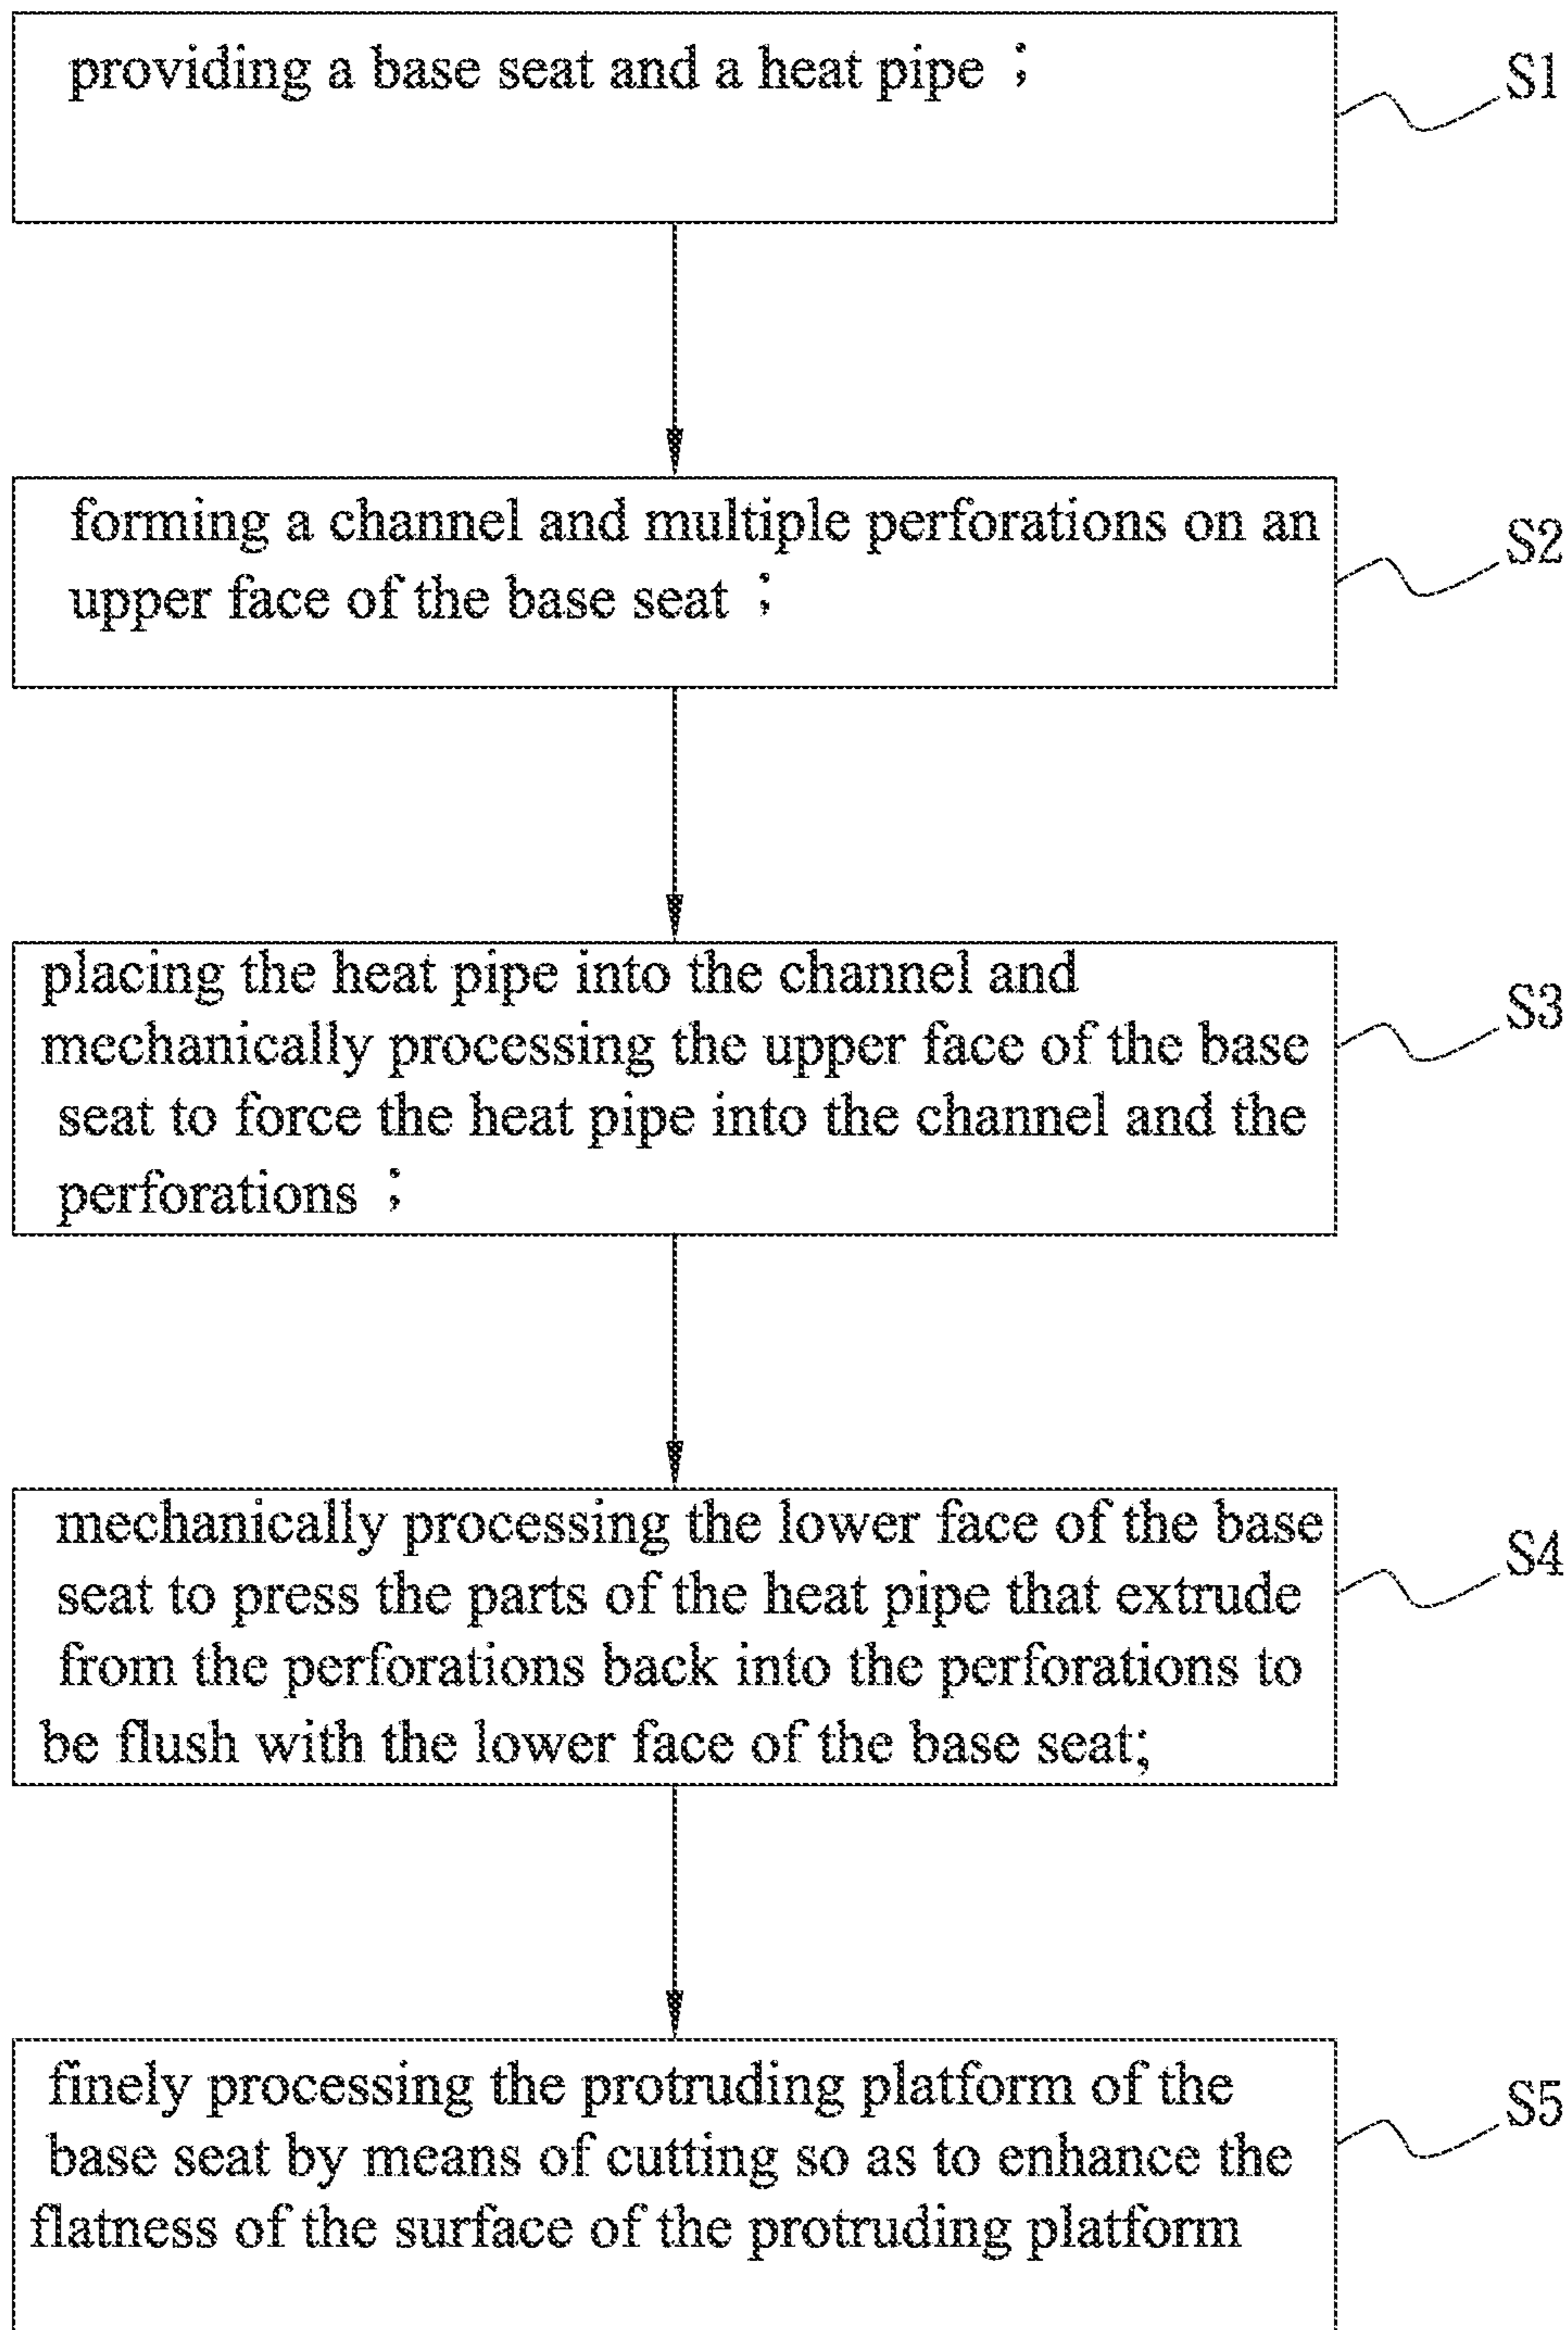 providing a base seat and a heat pipe ;
S1
forming a channel and multiple perforations on an
upper face of the base seat ;
S2
placing the heat pipe into the channel and
mechanically processing the upper face of the base
seat to force the heat pipe into the channel and the
perforations ;
S3
mechanically processing the lower face of the base
seat to press the parts of the heat pipe that extrude
from the perforations back into the perforations to
be flush with the lower face of the base seat;
S4
finely processing the protruding platform of the
base seat by means of cutting so as to enhance the
flatness of the surface of the protruding platform
S5